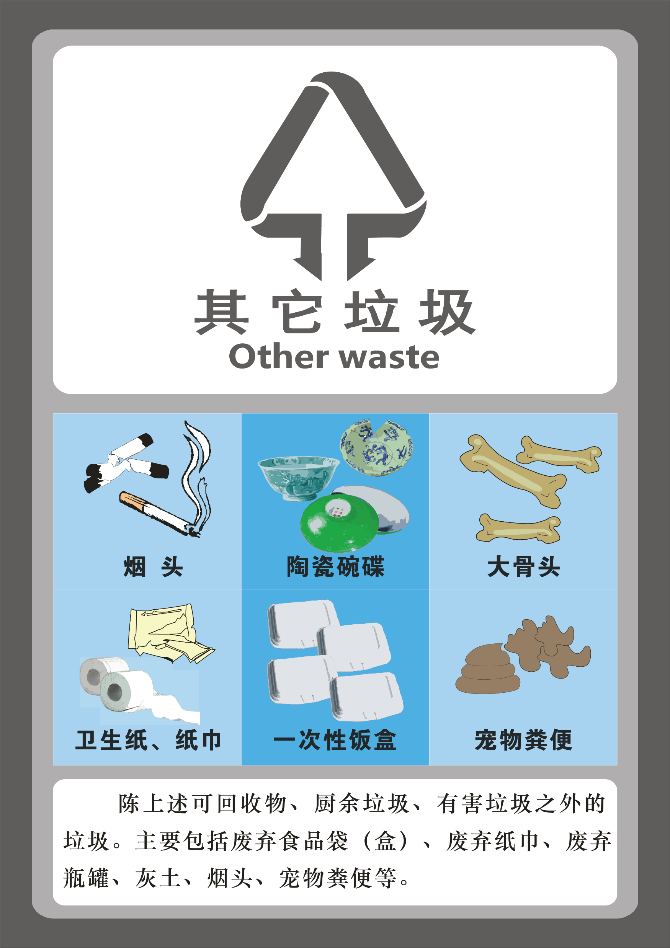 其它垃圾
Other waste
烟 头
陶瓷碗碟
大骨头
卫生纸、纸巾
一次性饭盒
宠物粪便
陈上述可回收物、厨余垃圾、有害垃圾之外的
垃圾。主要包括废弃食品袋（盒）、废弃纸巾、废弃
瓶罐、灰土、烟头、宠物粪便等。